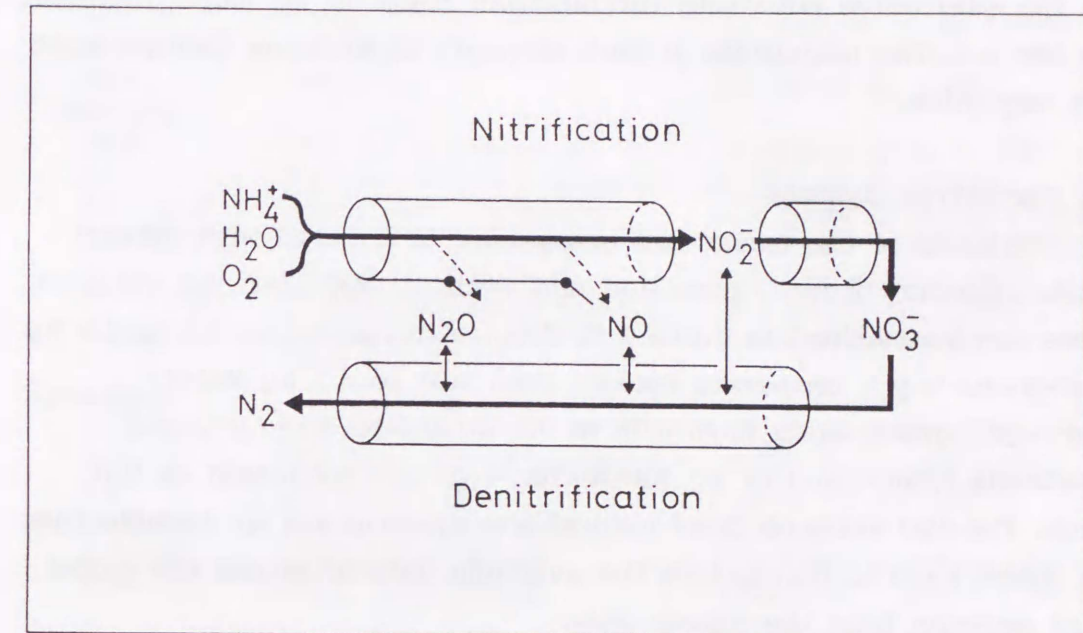 Nitrification
NH₄⁺
H₂O
O₂
NO₂⁻
N₂O
NO
NO₃⁻
N₂
Denitrification